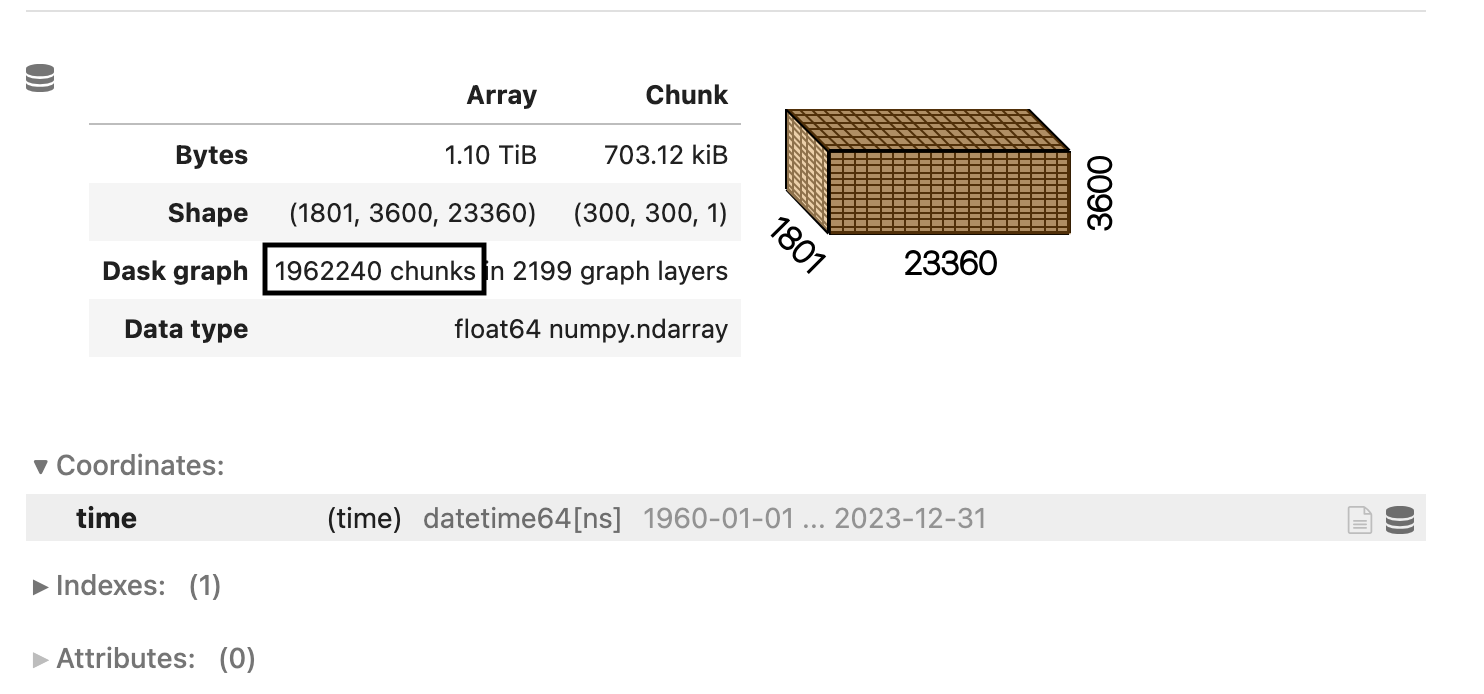 Array Chunk
Bytes 1.10 TiB 703.12 kiB
Shape (1801, 3600, 23360) (300, 300, 1)
Dask graph 1962240 chunks in 2199 graph layers
Data type float64 numpy.ndarray
1801
23360
3600
▼ Coordinates:
time (time) datetime64[ns] 1960-01-01 ... 2023-12-31
► Indexes: (1)
► Attributes: (0)